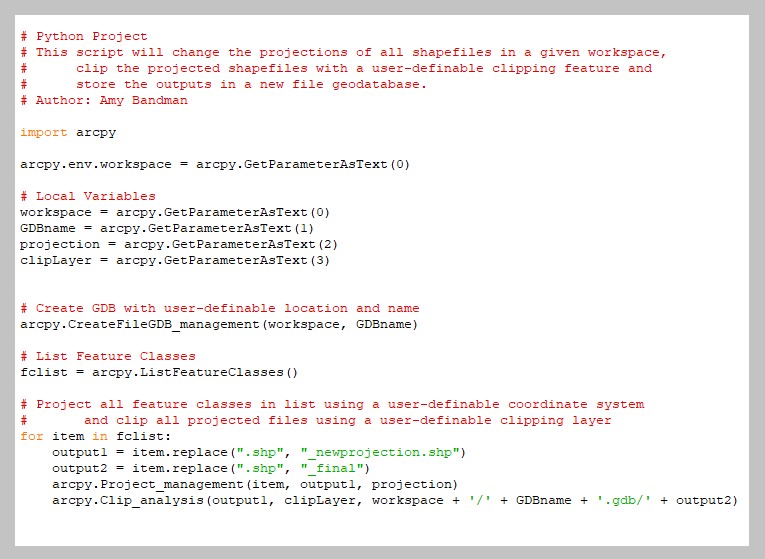 # Python Project
# This script will change the projections of all shapefiles in a given workspace,
#      clip the projected shapefiles with a user-definable clipping feature and
#      store the outputs in a new file geodatabase.
# Author: Amy Bandman
import arcpy
arcpy.env.workspace = arcpy.GetParameterAsText(0)
# Local Variables
workspace = arcpy.GetParameterAsText(0)
GDBname = arcpy.GetParameterAsText(1)
projection = arcpy.GetParameterAsText(2)
clipLayer = arcpy.GetParameterAsText(3)
# Create GDB with user-definable location and name
arcpy.CreateFileGDB_management(workspace, GDBname)
# List Feature Classes
fclist = arcpy.ListFeatureClasses()
# Project all feature classes in list using a user-definable coordinate system
#       and clip all projected files using a user-definable clipping layer
for item in fclist:
    output1 = item.replace(".shp", "_newprojection.shp")
    output2 = item.replace(".shp", "_final")
    arcpy.Project_management(item, output1, projection)
    arcpy.Clip_analysis(output1, clipLayer, workspace + '/' + GDBname + '.gdb/' + output2)